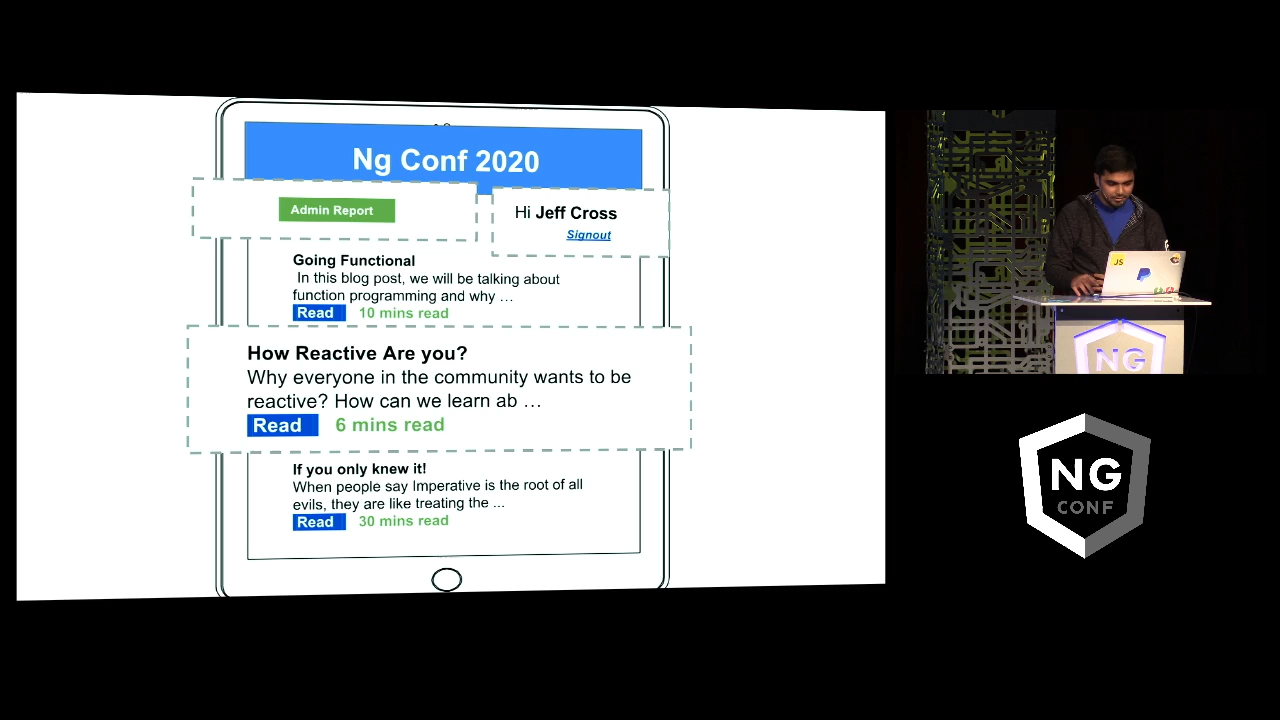 Ng Conf 2020
Admin Report
Hi Jeff Cross
Signout
Going Functional
In this blog post, we will be talking about
function programming and why …
Read 10 mins read
How Reactive Are you?
Why everyone in the community wants to be
reactive? How can we learn ab …
Read 6 mins read
If you only knew it!
When people say Imperative is the root of all
evils, they are like treating the ...
Read 30 mins read
JS
NG
NG
CONF